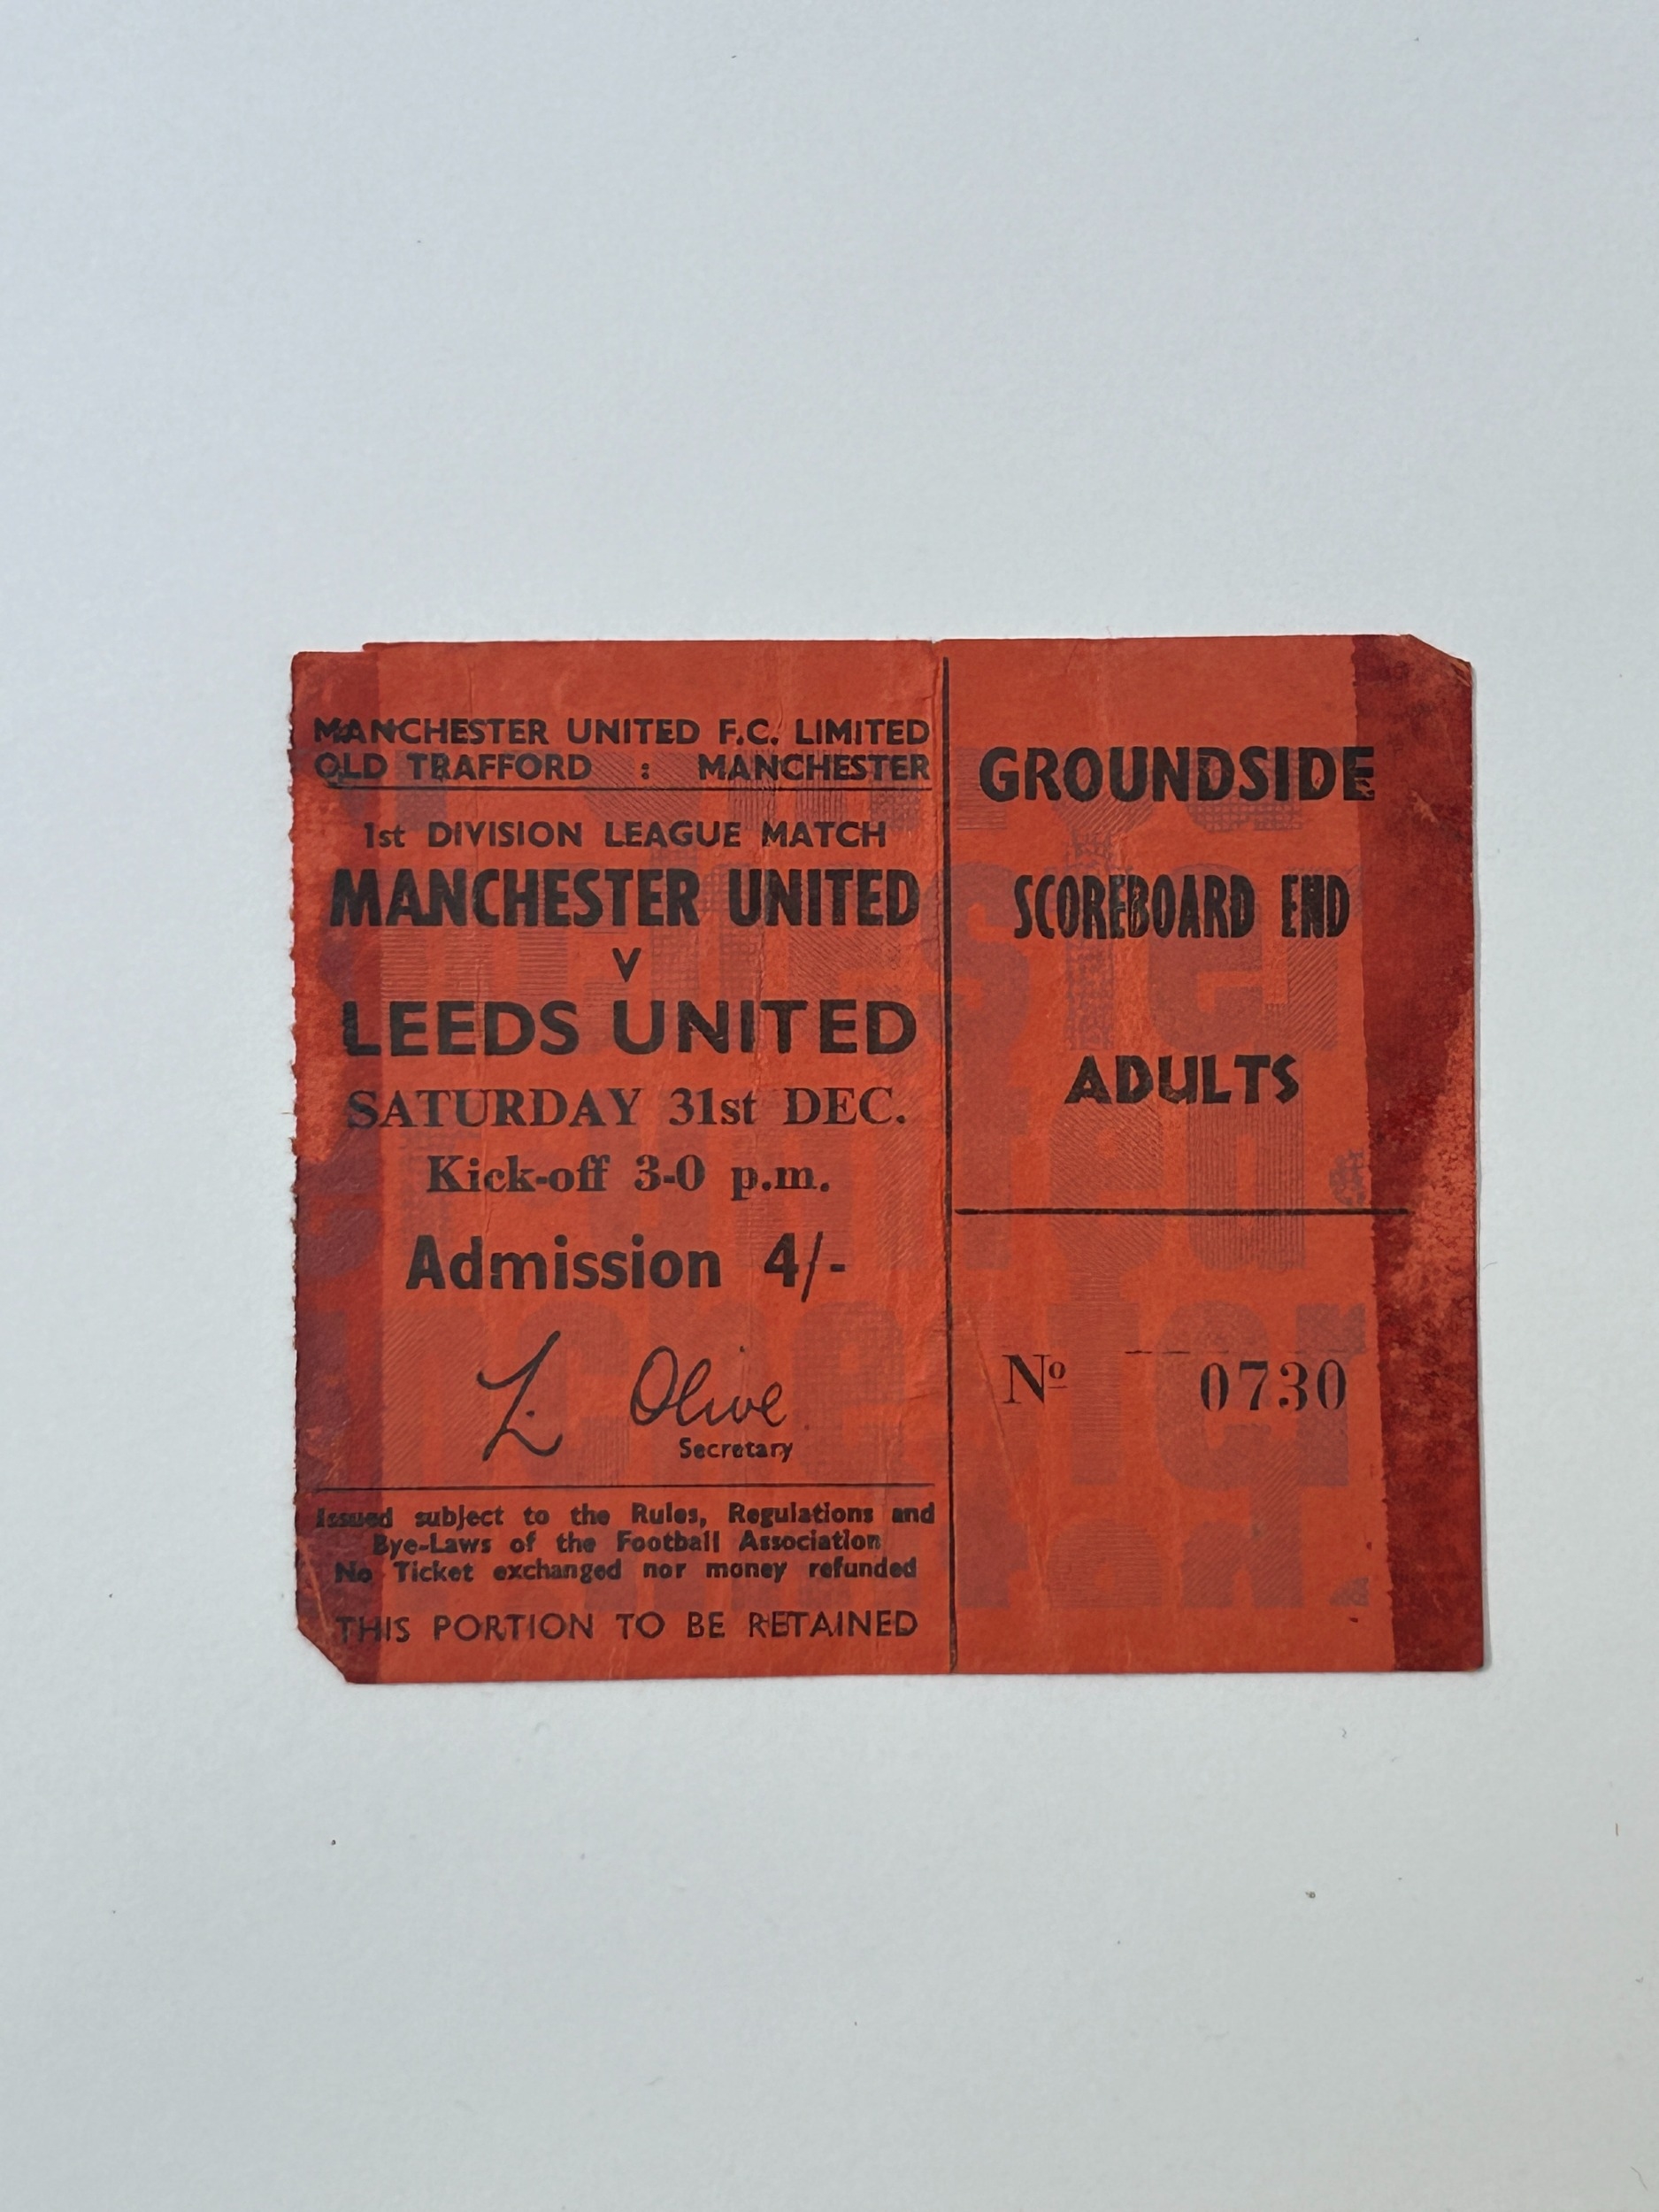 MANCHESTER UNITED F.C. LIMITED
OLD TRAFFORD : MANCHESTER
1st DIVISION LEAGUE MATCH
MANCHESTER UNITED
V
LEEDS UNITED
SATURDAY 31st DEC.
Kick-off 3-0 p.m.
Admission 4/-
L. Olive
Secretary
Issued subject to the Rules, Regulations and
Bye-Laws of the Football Association
No Ticket exchanged nor money refunded
THIS PORTION TO BE RETAINED
GROUNDSIDE
SCOREBOARD END
ADULTS
Nº 0730